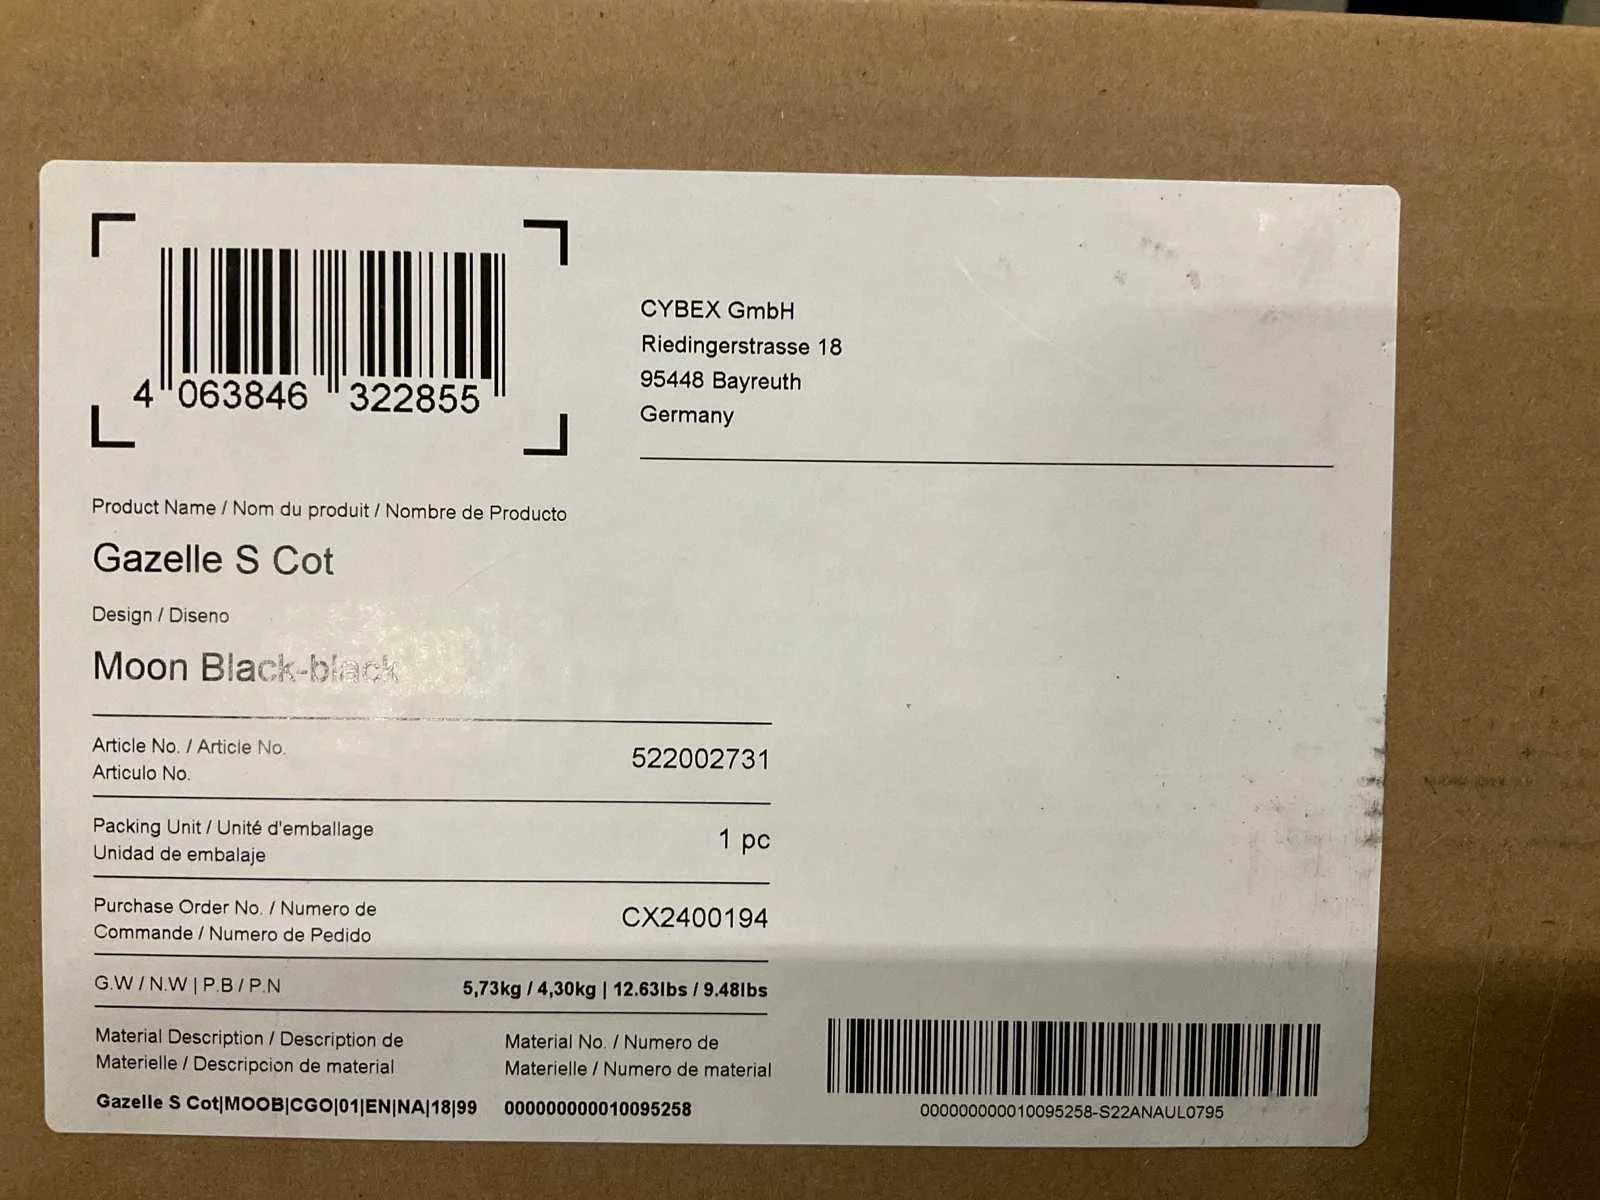 4 063846 322855
CYBEX GmbH
Riedingerstrasse 18
95448 Bayreuth
Germany
Product Name / Nom du produit / Nombre de Producto
Gazelle S Cot
Design / Diseno
Moon Black-black
Article No. / Article No.
Articulo No.
522002731
Packing Unit / Unité d'emballage
Unidad de embalaje
1 pc
Purchase Order No. / Numero de
Commande / Numero de Pedido
CX2400194
G.W / N.W | P.B / P.N
5,73kg / 4,30kg | 12.63lbs / 9.48lbs
Material Description / Description de
Materielle / Descripcion de material
Gazelle S Cot|MOOB|CGO|01|EN|NA|18|99
Material No. / Numero de
Materielle / Numero de material
000000000010095258
000000000010095258-S22ANAUL0795